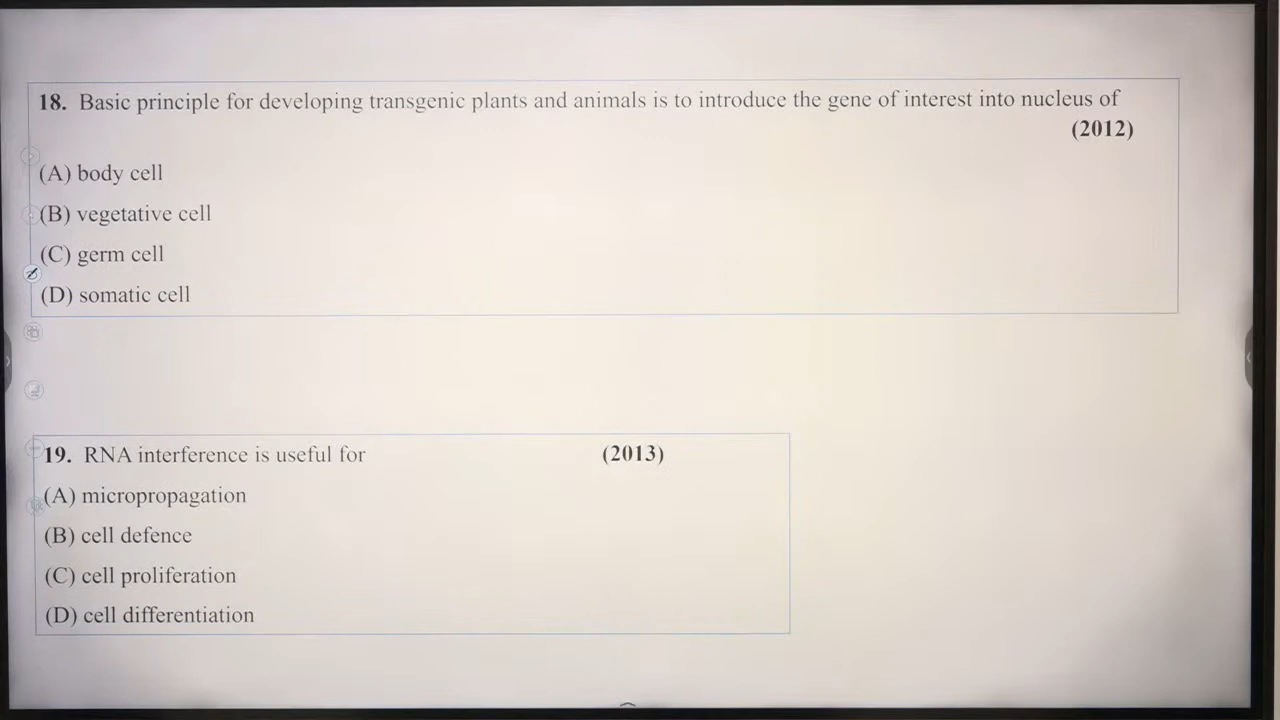 18. Basic principle for developing transgenic plants and animals is to introduce the gene of interest into nucleus of
(2012)
(A) body cell
(B) vegetative cell
(C) germ cell
(D) somatic cell
19. RNA interference is useful for (2013)
(A) micropropagation
(B) cell defence
(C) cell proliferation
(D) cell differentiation